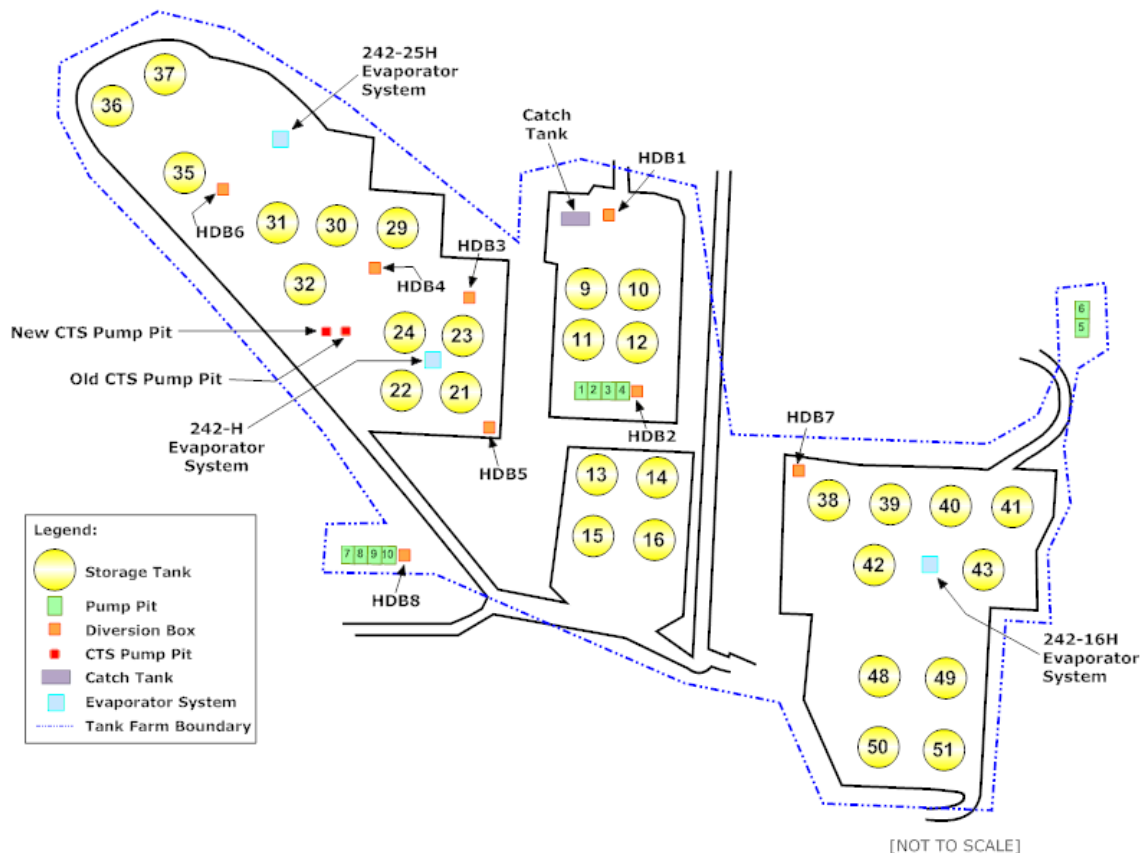 242-25H
Evaporator
System
37
36
Catch
Tank
HDB1
35
HDB6
31
30
29
HDB3
HDB4
32
9
10
6
5
New CTS Pump Pit
24
23
11
12
Old CTS Pump Pit
22
21
1 2 3 4
HDB2
242-H
Evaporator
System
HDB5
HDB7
13
14
38
39
40
41
15
16
42
43
7 8 9 10
HDB8
242-16H
Evaporator
System
48
49
50
51
Legend:
Storage Tank
Pump Pit
Diversion Box
CTS Pump Pit
Catch Tank
Evaporator System
Tank Farm Boundary
[NOT TO SCALE]